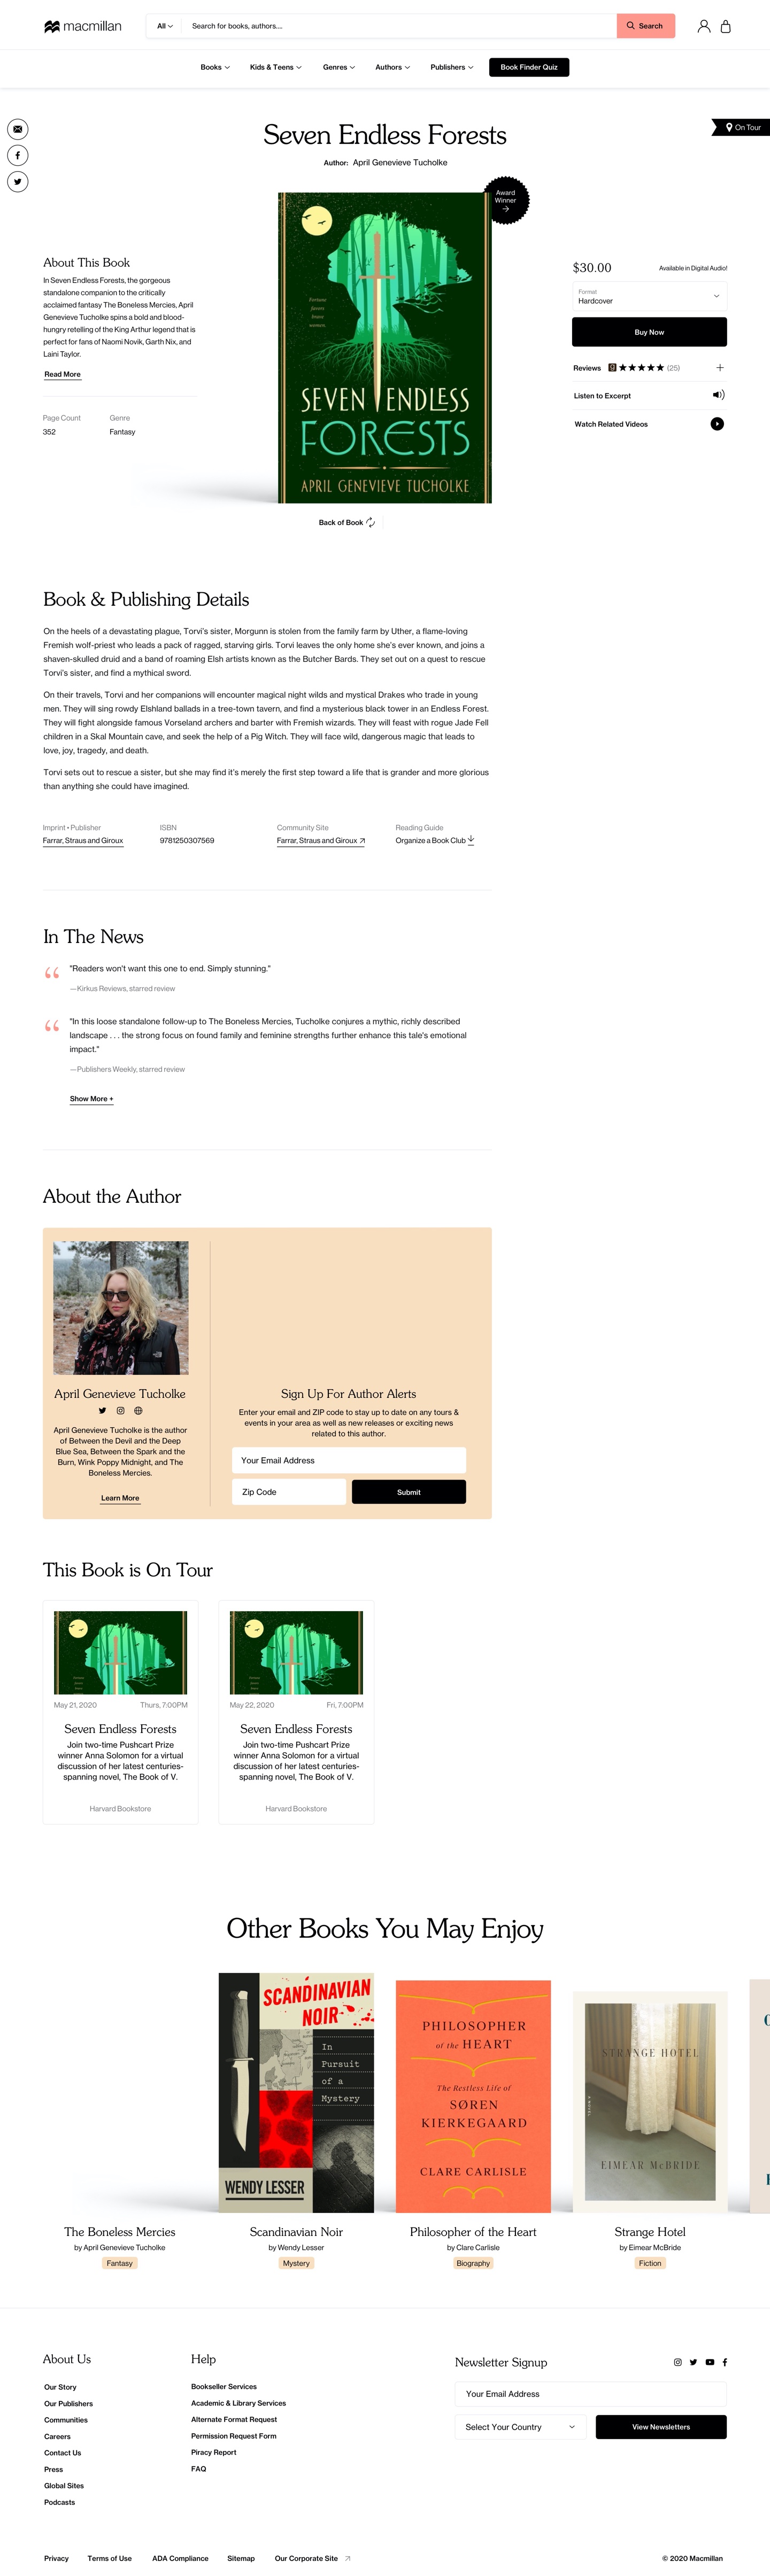 macmillan
All
Search for books, authors....
Search
Books
Kids & Teens
Genres
Authors
Publishers
Book Finder Quiz
On Tour
Seven Endless Forests
Author: April Genevieve Tucholke
Award
Winner
Fortune
favors
brave
women.
SEVEN ENDLESS
FORESTS
APRIL GENEVIEVE TUCHOLKE
Back of Book
About This Book
In Seven Endless Forests, the gorgeous
standalone companion to the critically
acclaimed fantasy The Boneless Mercies, April
Genevieve Tucholke spins a bold and blood-
hungry retelling of the King Arthur legend that is
perfect for fans of Naomi Novik, Garth Nix, and
Laini Taylor.
Read More
Page Count
352
Genre
Fantasy
$30.00
Available in Digital Audio!
Format
Hardcover
Buy Now
Reviews
(25)
Listen to Excerpt
Watch Related Videos
Book & Publishing Details
On the heels of a devastating plague, Torvi's sister, Morgunn is stolen from the family farm by Uther, a flame-loving
Fremish wolf-priest who leads a pack of ragged, starving girls. Torvi leaves the only home she's ever known, and joins a
shaven-skulled druid and a band of roaming Elsh artists known as the Butcher Bards. They set out on a quest to rescue
Torvi's sister, and find a mythical sword.
On their travels, Torvi and her companions will encounter magical night wilds and mystical Drakes who trade in young
men. They will sing rowdy Elshland ballads in a tree-town tavern, and find a mysterious black tower in an Endless Forest.
They will fight alongside famous Vorseland archers and barter with Fremish wizards. They will feast with rogue Jade Fell
children in a Skal Mountain cave, and seek the help of a Pig Witch. They will face wild, dangerous magic that leads to
love, joy, tragedy, and death.
Torvi sets out to rescue a sister, but she may find it's merely the first step toward a life that is grander and more glorious
than anything she could have imagined.
Imprint • Publisher
Farrar, Straus and Giroux
ISBN
9781250307569
Community Site
Farrar, Straus and Giroux
Reading Guide
Organize a Book Club
In The News
"Readers won't want this one to end. Simply stunning."
—Kirkus Reviews, starred review
"In this loose standalone follow-up to The Boneless Mercies, Tucholke conjures a mythic, richly described
landscape . . . the strong focus on found family and feminine strengths further enhance this tale's emotional
impact."
—Publishers Weekly, starred review
Show More +
About the Author
April Genevieve Tucholke
April Genevieve Tucholke is the author
of Between the Devil and the Deep
Blue Sea, Between the Spark and the
Burn, Wink Poppy Midnight, and The
Boneless Mercies.
Learn More
Sign Up For Author Alerts
Enter your email and ZIP code to stay up to date on any tours &
events in your area as well as new releases or exciting news
related to this author.
Your Email Address
Zip Code
Submit
This Book is On Tour
May 21, 2020
Thurs, 7:00PM
Seven Endless Forests
Join two-time Pushcart Prize
winner Anna Solomon for a virtual
discussion of her latest centuries-
spanning novel, The Book of V.
Harvard Bookstore
May 22, 2020
Fri, 7:00PM
Seven Endless Forests
Join two-time Pushcart Prize
winner Anna Solomon for a virtual
discussion of her latest centuries-
spanning novel, The Book of V.
Harvard Bookstore
Other Books You May Enjoy
SCANDINAVIAN
NOIR
In
Pursuit
of a
Mystery
WENDY LESSER
PHILOSOPHER
of the HEART
The Restless Life of
SØREN
KIERKEGAARD
CLARE CARLISLE
STRANGE HOTEL
A NOVEL
EIMEAR McBRIDE
The Boneless Mercies
by April Genevieve Tucholke
Fantasy
Scandinavian Noir
by Wendy Lesser
Mystery
Philosopher of the Heart
by Clare Carlisle
Biography
Strange Hotel
by Eimear McBride
Fiction
About Us
Our Story
Our Publishers
Communities
Careers
Contact Us
Press
Global Sites
Podcasts
Help
Bookseller Services
Academic & Library Services
Alternate Format Request
Permission Request Form
Piracy Report
FAQ
Newsletter Signup
Your Email Address
Select Your Country
View Newsletters
Privacy
Terms of Use
ADA Compliance
Sitemap
Our Corporate Site
© 2020 Macmillan